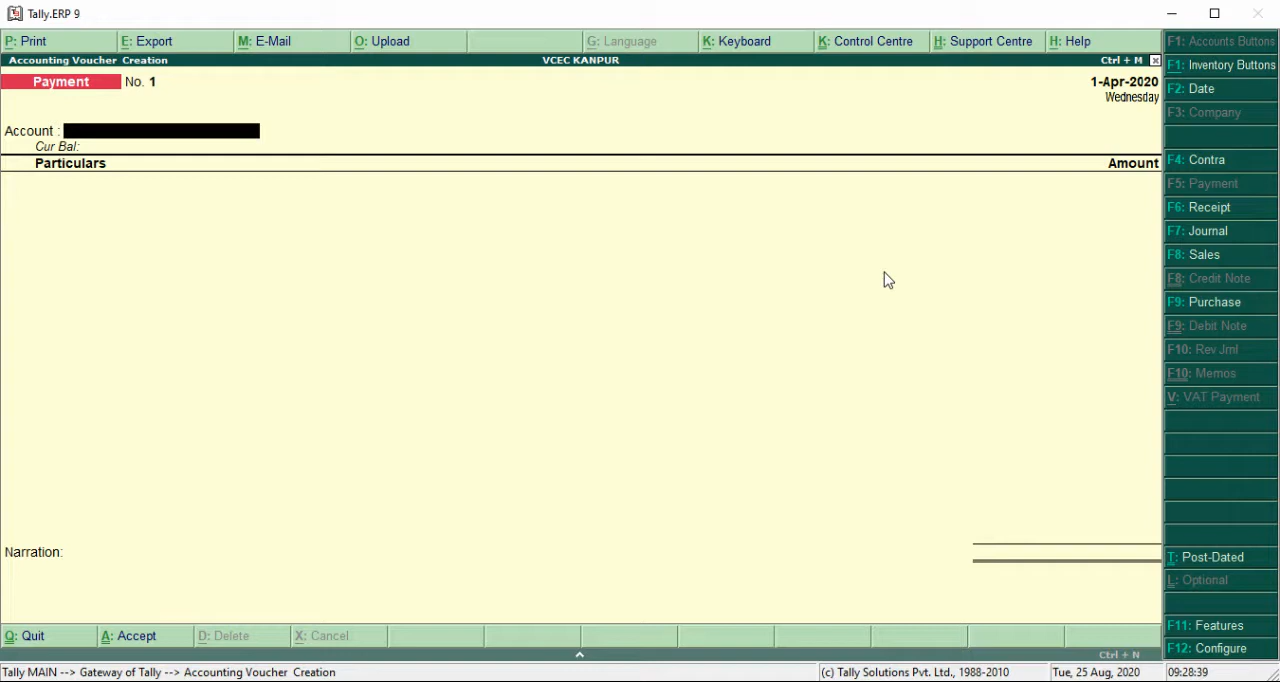 Tally.ERP 9
P: Print
E: Export
M: E-Mail
O: Upload
G: Language
K: Keyboard
K: Control Centre
H: Support Centre
H: Help
Accounting Voucher Creation
VCEC KANPUR
Ctrl + M
Payment
No. 1
1-Apr-2020
Wednesday
Account :
Cur Bal:
Particulars
Amount
Narration:
F1: Accounts Buttons
F1: Inventory Buttons
F2: Date
F3: Company
F4: Contra
F5: Payment
F6: Receipt
F7: Journal
F8: Sales
F8: Credit Note
F9: Purchase
F9: Debit Note
F10: Rev Jrnl
F10: Memos
V: VAT Payment
T: Post-Dated
L: Optional
F11: Features
F12: Configure
Q: Quit
A: Accept
D: Delete
X: Cancel
Ctrl + N
Tally MAIN --> Gateway of Tally --> Accounting Voucher Creation
(c) Tally Solutions Pvt. Ltd., 1988-2010
Tue, 25 Aug, 2020
09:28:39